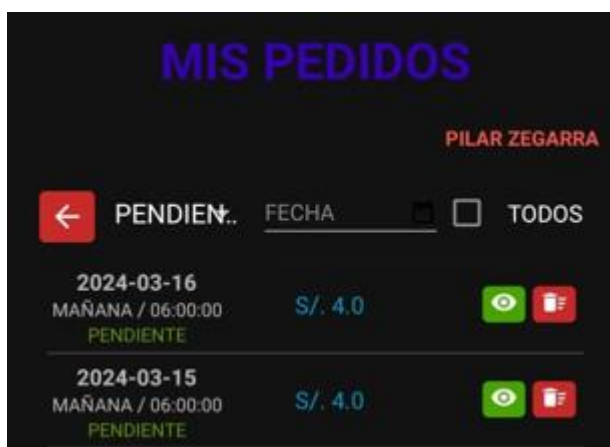 MIS PEDIDOS
PILAR ZEGARRA
PENDIEN.. FECHA TODOS
2024-03-16
MAÑANA / 06:00:00 S/. 4.0
PENDIENTE
2024-03-15
MAÑANA / 06:00:00 S/. 4.0
PENDIENTE